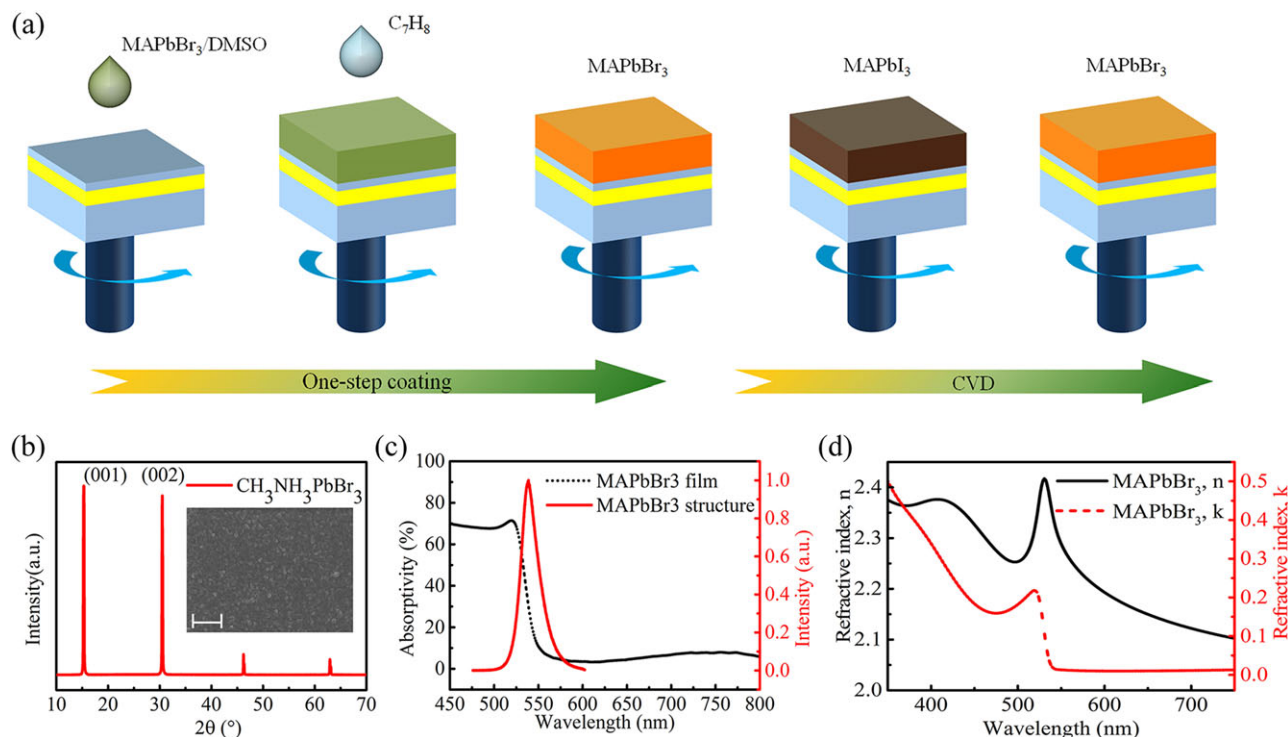 (a)
MAPbBr₃/DMSO
C₇H₈
MAPbBr₃
MAPbI₃
MAPbBr₃
One-step coating
CVD
(b)
(001) (002)
CH₃NH₃PbBr₃
Intensity(a.u.)
10 20 30 40 50 60 70
2θ (°)
(c)
100
80
60
40
20
0
Absorptivity (%)
MAPbBr3 film
MAPbBr3 structure
1.0
0.8
0.6
0.4
0.2
0.0
Intensity (a.u.)
450 500 550 600 650 700 750 800
Wavelength (nm)
(d)
2.4
2.3
2.2
2.1
2.0
Refractive index, n
MAPbBr₃, n
MAPbBr₃, k
0.5
0.4
0.3
0.2
0.1
0.0
Refractive index, k
400 500 600 700
Wavelength (nm)